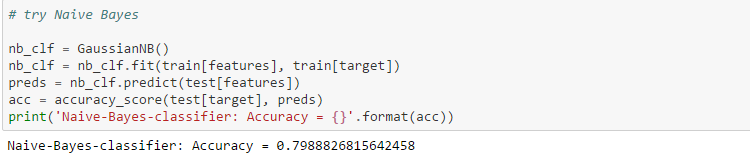 # try Naive Bayes
nb_clf = GaussianNB()
nb_clf = nb_clf.fit(train[features], train[target])
preds = nb_clf.predict(test[features])
acc = accuracy_score(test[target], preds)
print('Naive-Bayes-classifier: Accuracy = {}'.format(acc))
Naive-Bayes-classifier: Accuracy = 0.7988826815642458